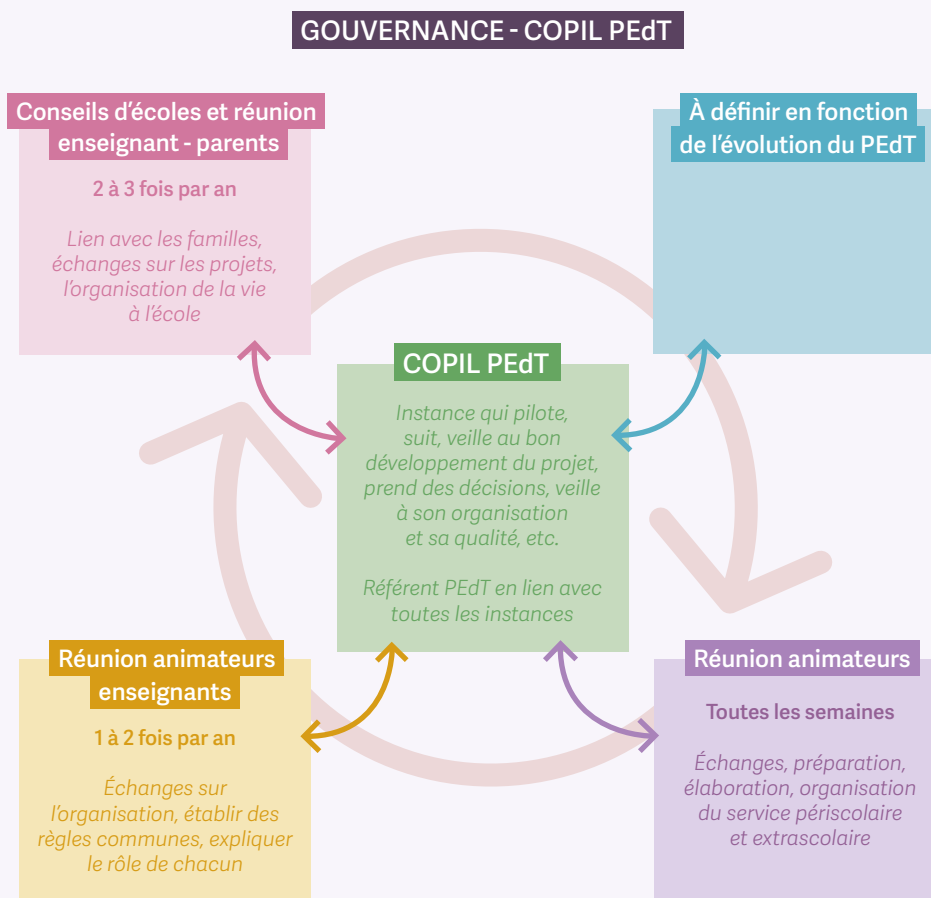 GOUVERNANCE - COPIL PEdT
Conseils d'écoles et réunion
enseignant - parents
2 à 3 fois par an
Lien avec les familles,
échanges sur les projets,
l'organisation de la vie
à l'école
À définir en fonction
de l'évolution du PEdT
COPIL PEdT
Instance qui pilote,
suit, veille au bon
développement du projet,
prend des décisions, veille
à son organisation
et sa qualité, etc.
Référent PEdT en lien avec
toutes les instances
Réunion animateurs
enseignants
1 à 2 fois par an
Échanges sur
l'organisation, établir des
règles communes, expliquer
le rôle de chacun
Réunion animateurs
Toutes les semaines
Échanges, préparation,
élaboration, organisation
du service périscolaire
et extrascolaire